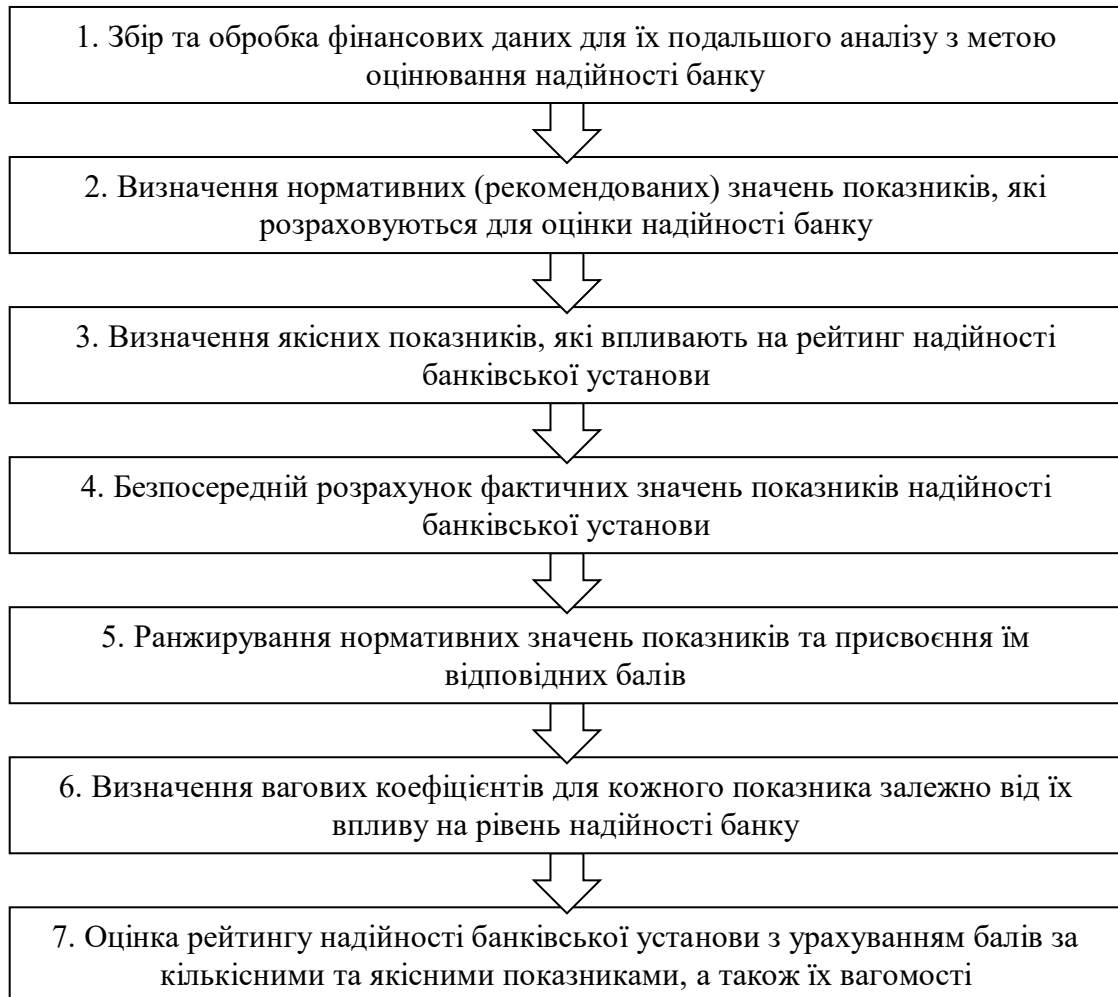 1. Збір та обробка фінансових даних для їх подальшого аналізу з метою
оцінювання надійності банку
2. Визначення нормативних (рекомендованих) значень показників, які
розраховуються для оцінки надійності банку
3. Визначення якісних показників, які впливають на рейтинг надійності
банківської установи
4. Безпосередній розрахунок фактичних значень показників надійності
банківської установи
5. Ранжирування нормативних значень показників та присвоєння їм
відповідних балів
6. Визначення вагових коефіцієнтів для кожного показника залежно від їх
впливу на рівень надійності банку
7. Оцінка рейтингу надійності банківської установи з урахуванням балів за
кількісними та якісними показниками, а також їх вагомості